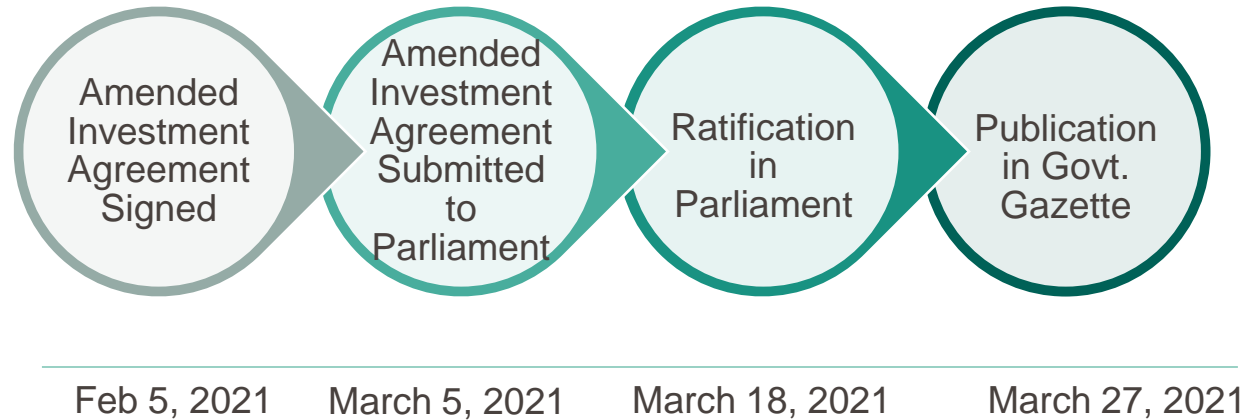 Amended
Investment
Agreement
Signed
Amended
Investment
Agreement
Submitted
to
Parliament
Ratification
in
Parliament
Publication
in Govt.
Gazette
Feb 5, 2021
March 5, 2021
March 18, 2021
March 27, 2021